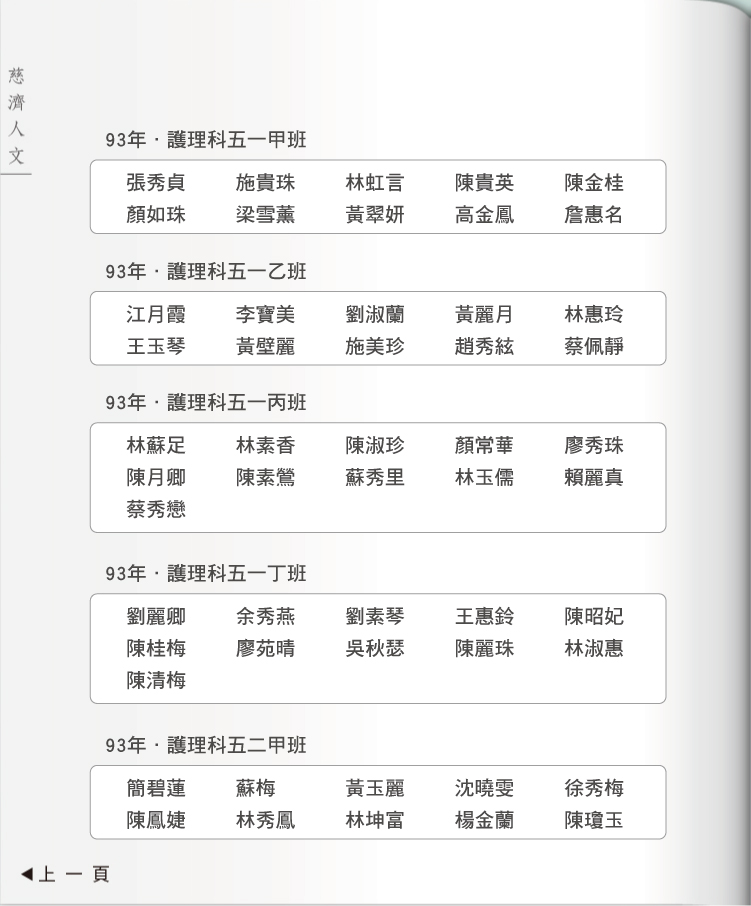 慈濟人文
93年．護理科五一甲班
張秀貞 施貴珠 林虹言 陳貴英 陳金桂
顏如珠 梁雪薰 黃翠妍 高金鳳 詹惠名
93年．護理科五一乙班
江月霞 李寶美 劉淑蘭 黃麗月 林惠玲
王玉琴 黃壁麗 施美珍 趙秀絃 蔡佩靜
93年．護理科五一丙班
林蘇足 林素香 陳淑珍 顏常華 廖秀珠
陳月卿 陳素鶯 蘇秀里 林玉儒 賴麗真
蔡秀戀
93年．護理科五一丁班
劉麗卿 余秀燕 劉素琴 王惠鈴 陳昭妃
陳桂梅 廖苑晴 吳秋瑟 陳麗珠 林淑惠
陳清梅
93年．護理科五二甲班
簡碧蓮 蘇梅 黃玉麗 沈曉雯 徐秀梅
陳鳳婕 林秀鳳 林坤富 楊金蘭 陳瓊玉
◀上一頁